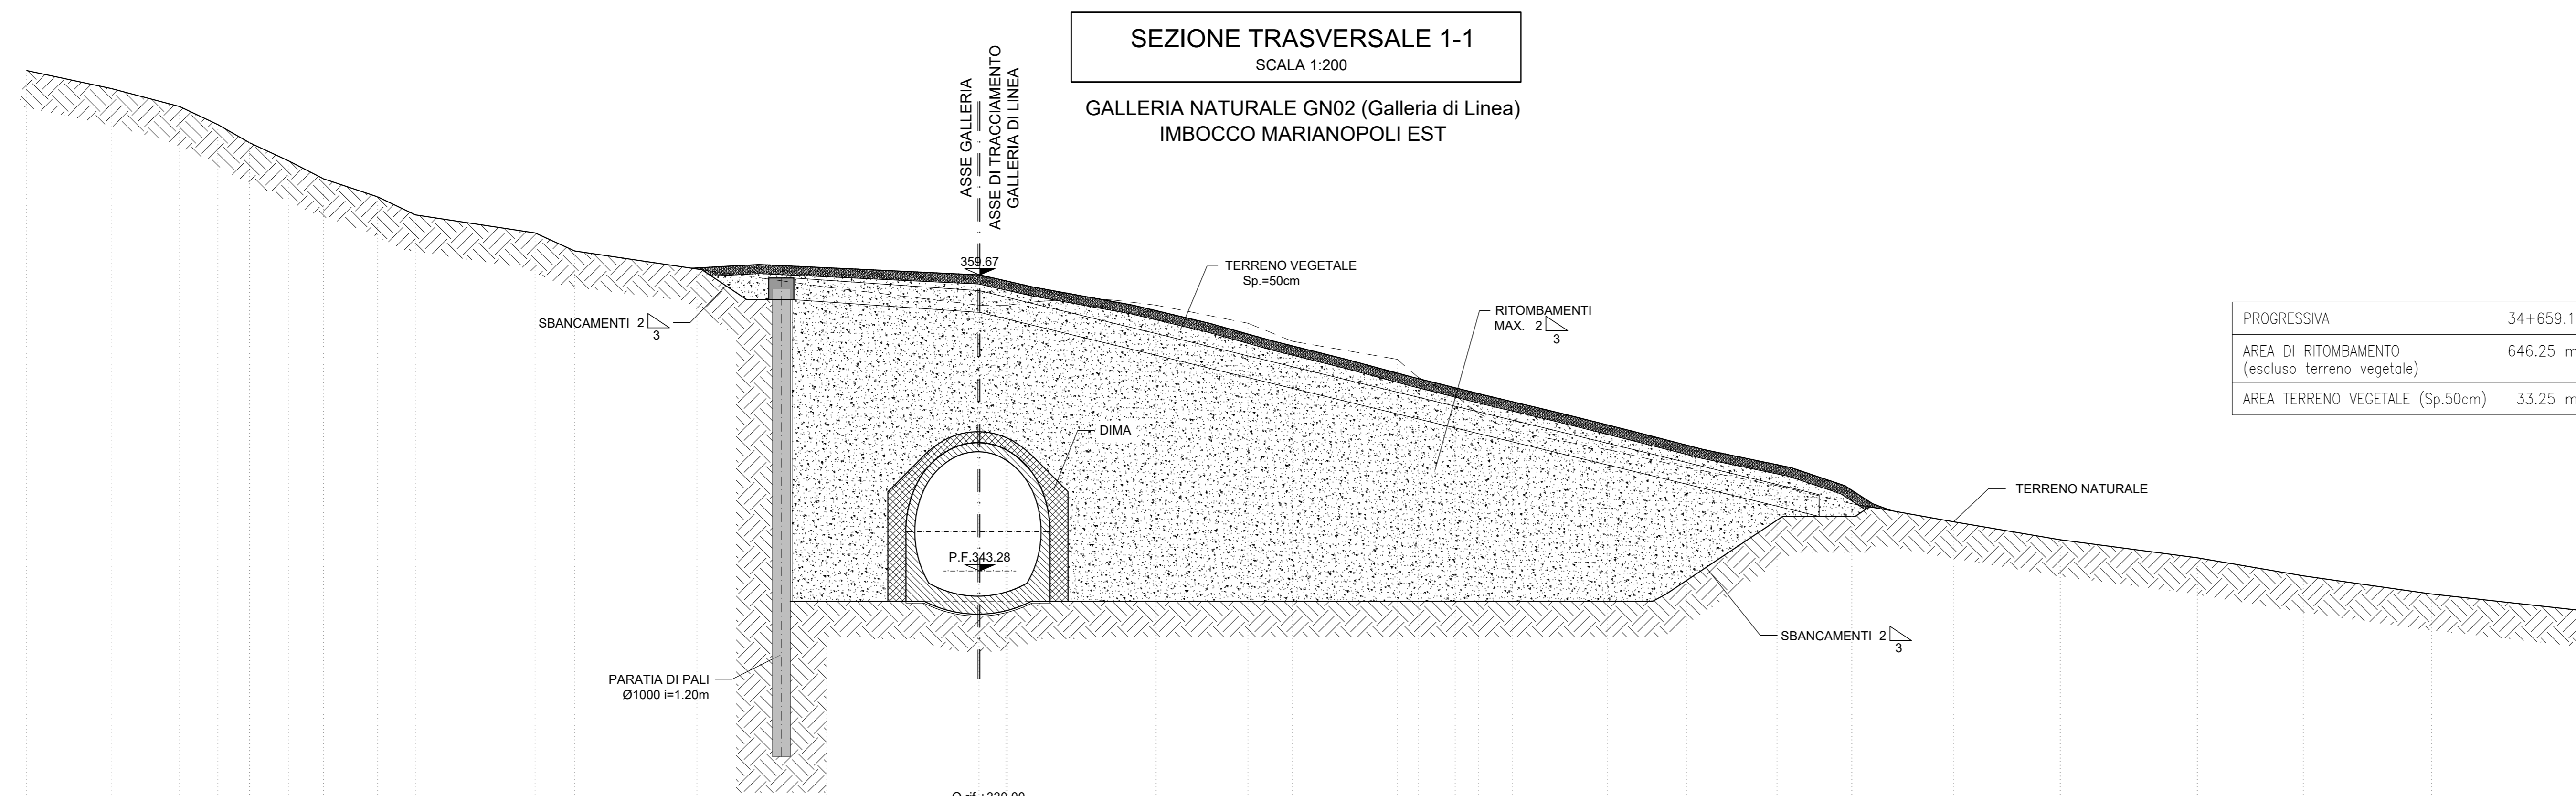 SEZIONE TRASVERSALE 1-1
SCALA 1:200
GALLERIA NATURALE GN02 (Galleria di Linea)
IMBOCCO MARIANOPOLI EST
ASSE GALLERIA
ASSE DI TRACCIAMENTO
GALLERIA DI LINEA
359.67
TERRENO VEGETALE
Sp.=50cm
SBANCAMENTI 2
3
RITOMBAMENTI
MAX. 2
3
PROGRESSIVA 34+659.1
AREA DI RITOMBAMENTO 646.25 m
(escluso terreno vegetale)
AREA TERRENO VEGETALE (Sp.50cm) 33.25 m
DIMA
TERRENO NATURALE
P.F.343.28
SBANCAMENTI 2
3
PARATIA DI PALI
Ø1000 i=1.20m